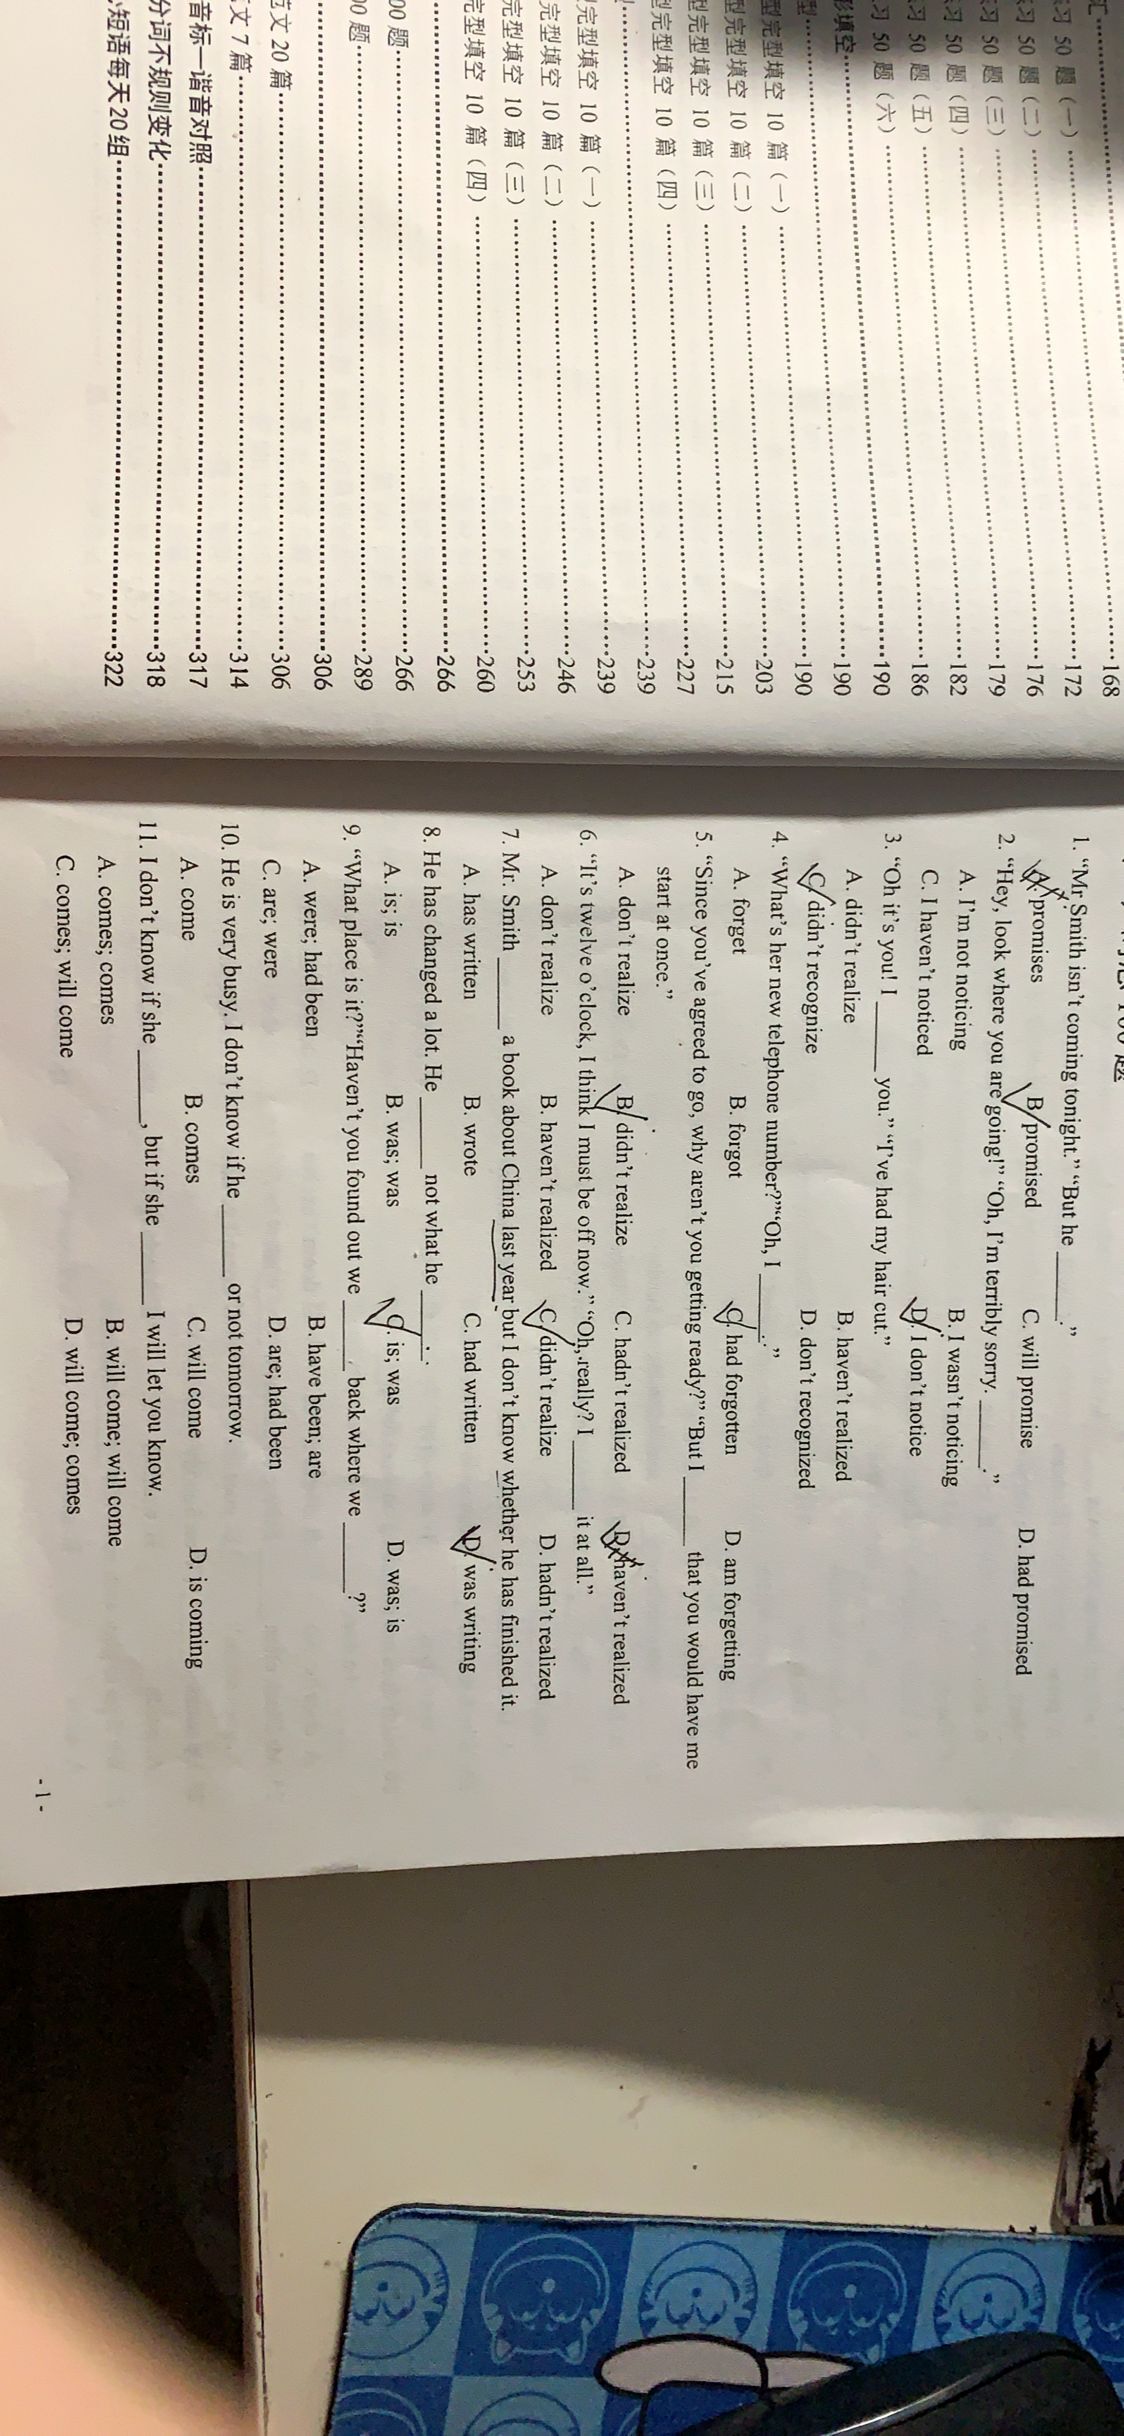 汇 168
习 50 题（一） 172
习 50 题（二） 176
习 50 题（三） 179
习 50 题（四） 182
习 50 题（五） 186
习 50 题（六） 190
填空 190
型 190
型完型填空 10 篇（一） 203
型完型填空 10 篇（二） 215
型完型填空 10 篇（三） 227
型完型填空 10 篇（四） 239
239
完型填空 10 篇（一） 246
完型填空 10 篇（二） 253
完型填空 10 篇（三） 260
完型填空 10 篇（四） 266
266
00 题 289
00 题 306
306
范文 20 篇 314
文 7 篇 317
音标—谐音对照 318
分词不规则变化 322
短语每天20组
1. “Mr Smith isn’t coming tonight.” “But he ______.”
A. promises B. promised C. will promise D. had promised
2. “Hey, look where you are going!” “Oh, I’m terribly sorry. ______.”
A. I’m not noticing B. I wasn’t noticing
C. I haven’t noticed D. I don’t notice
3. “Oh it’s you! I ______ you.” “I’ve had my hair cut.”
A. didn’t realize B. haven’t realized
C. didn’t recognize D. don’t recognized
4. “What’s her new telephone number?”“Oh, I ______.”
A. forget B. forgot C. had forgotten D. am forgetting
5. “Since you’ve agreed to go, why aren’t you getting ready?” “But I ______ that you would have me
start at once.”
A. don’t realize B. didn’t realize C. hadn’t realized D. haven’t realized
6. “It’s twelve o’clock, I think I must be off now.” “Oh, really? I ______ it at all.”
A. don’t realize B. haven’t realized C. didn’t realize D. hadn’t realized
7. Mr. Smith ______ a book about China last year but I don’t know whether he has finished it.
A. has written B. wrote C. had written D. was writing
8. He has changed a lot. He ______ not what he ______.
A. is; is B. was; was C. is; was D. was; is
9. “What place is it?”“Haven’t you found out we ______ back where we ______?”
A. were; had been B. have been; are
C. are; were D. are; had been
10. He is very busy. I don’t know if he ______ or not tomorrow.
A. come B. comes C. will come D. is coming
11. I don’t know if she ______, but if she ______ I will let you know.
A. comes; comes B. will come; will come
C. comes; will come D. will come; comes
- 1 -